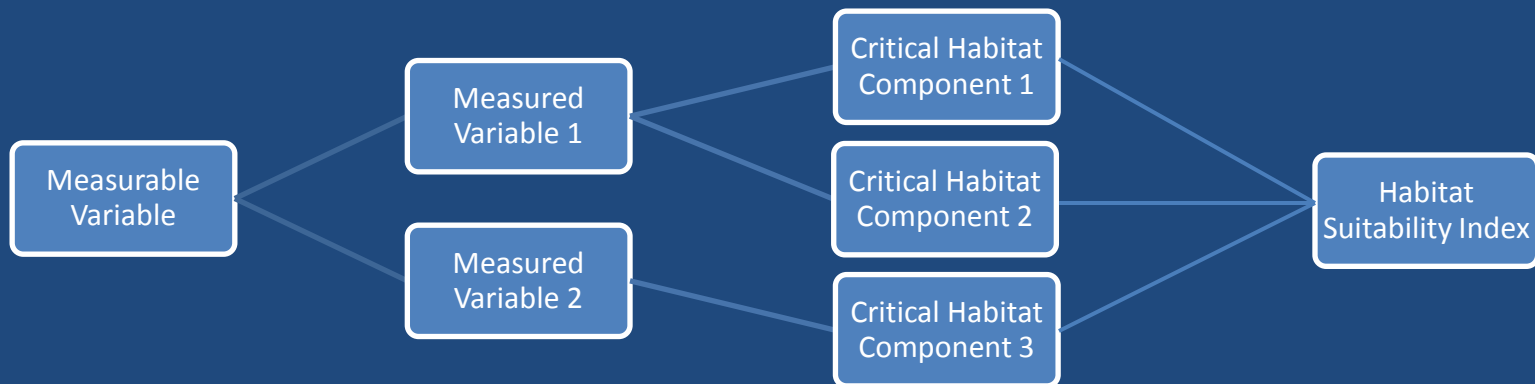 Measurable
Variable
Measured
Variable 1
Measured
Variable 2
Critical Habitat
Component 1
Critical Habitat
Component 2
Critical Habitat
Component 3
Habitat
Suitability Index